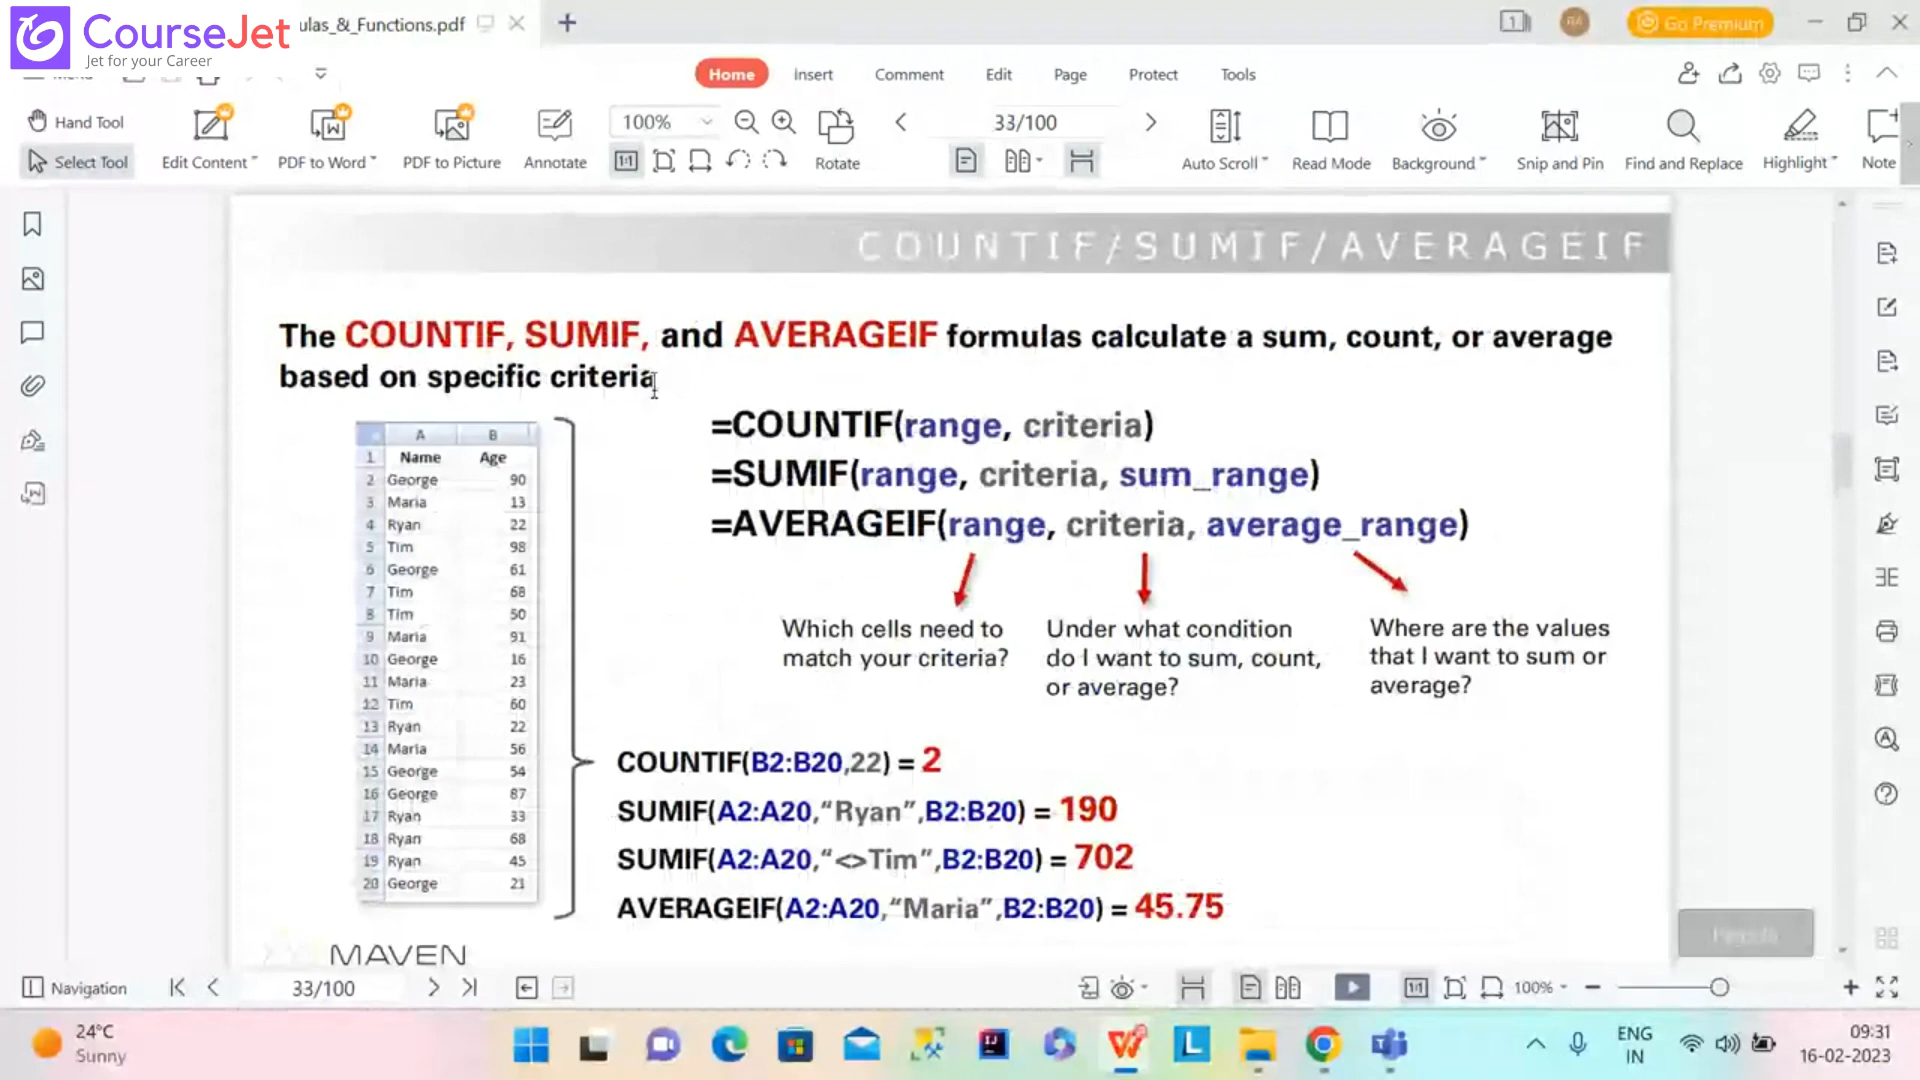 CourseJet
Jet for your Career
ulas_&_Functions.pdf
1
Go Premium
Home Insert Comment Edit Page Protect Tools
Hand Tool
100%
33/100
Select Tool
Edit Content
PDF to Word
PDF to Picture
Annotate
Rotate
Auto Scroll
Read Mode
Background
Snip and Pin
Find and Replace
Highlight
Note
COUNTIF/SUMIF/AVERAGEIF
The COUNTIF, SUMIF, and AVERAGEIF formulas calculate a sum, count, or average
based on specific criteria
A B
1 Name Age
2 George 90
3 Maria 13
4 Ryan 22
5 Tim 98
6 George 61
7 Tim 68
8 Tim 50
9 Maria 91
10 George 16
11 Maria 23
12 Tim 60
13 Ryan 22
14 Maria 56
15 George 54
16 George 87
17 Ryan 33
18 Ryan 68
19 Ryan 45
20 George 21
=COUNTIF(range, criteria)
=SUMIF(range, criteria, sum_range)
=AVERAGEIF(range, criteria, average_range)
Which cells need to
match your criteria?
Under what condition
do I want to sum, count,
or average?
Where are the values
that I want to sum or
average?
COUNTIF(B2:B20,22) = 2
SUMIF(A2:A20,“Ryan”,B2:B20) = 190
SUMIF(A2:A20,“<>Tim”,B2:B20) = 702
AVERAGEIF(A2:A20,“Maria”,B2:B20) = 45.75
MAVEN
Navigation
33/100
100%
24°C
Sunny
ENG
IN
09:31
16-02-2023